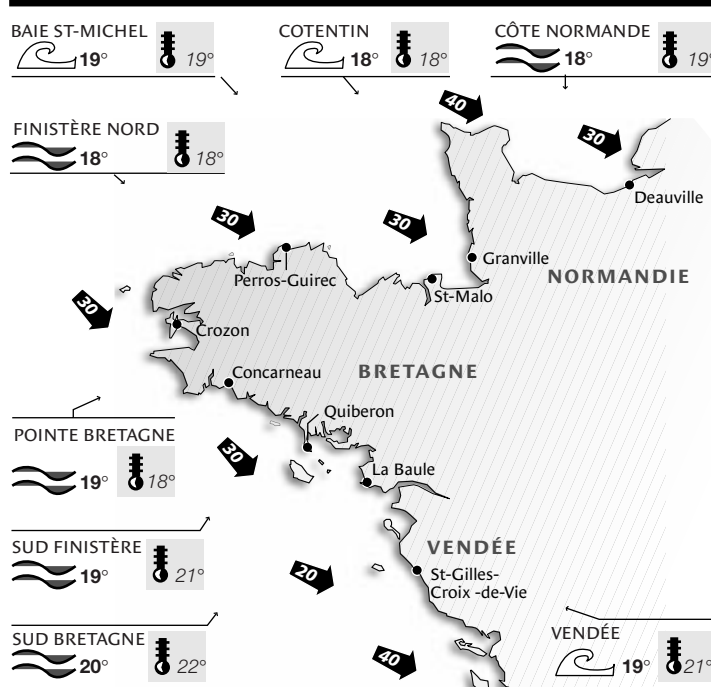 BAIE ST-MICHEL
19°
19°
COTENTIN
18°
18°
CÔTE NORMANDE
18°
19°
FINISTÈRE NORD
18°
18°
40
30
Deauville
30
30
Granville
NORMANDIE
Perros-Guirec
St-Malo
30
Crozon
Concarneau
BRETAGNE
Quiberon
POINTE BRETAGNE
19°
18°
30
La Baule
SUD FINISTÈRE
19°
21°
VENDÉE
20
St-Gilles-
Croix -de-Vie
SUD BRETAGNE
20°
22°
40
VENDÉE
19°
21°